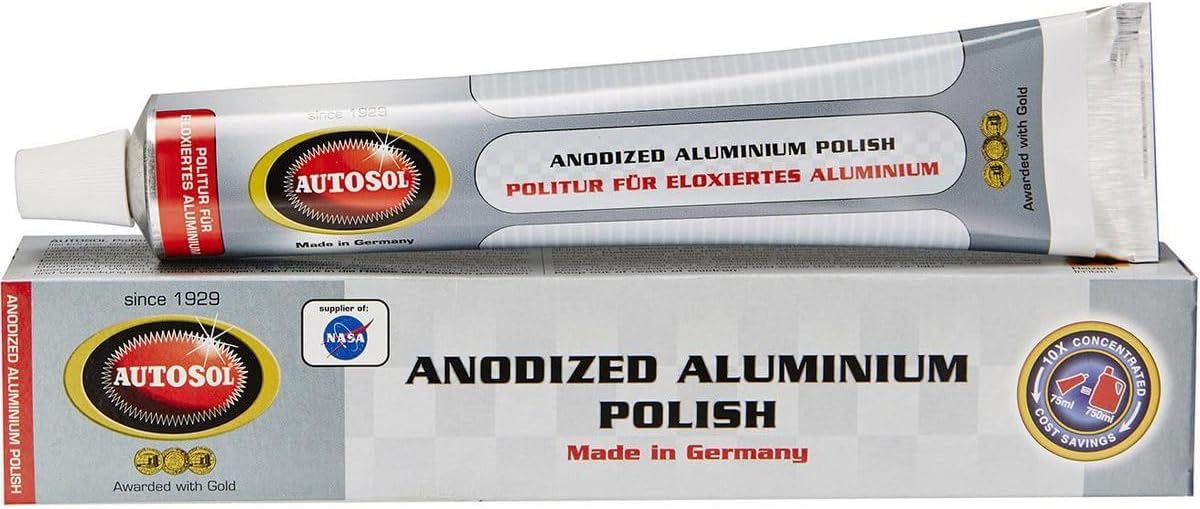 since 1929
AUTOSOL
Made in Germany
POLITUR FÜR
ELOXIERTES ALUMINIUM
ANODIZED ALUMINIUM POLISH
POLITUR FÜR ELOXIERTES ALUMINIUM
Awarded with Gold
AUTOSOL
ANODIZED ALUMINIUM POLISH
since 1929
AUTOSOL
Awarded with Gold
supplier of:
NASA
ANODIZED ALUMINIUM
POLISH
Made in Germany
10X CONCENTRATED
75ml = 750ml
COST SAVINGS